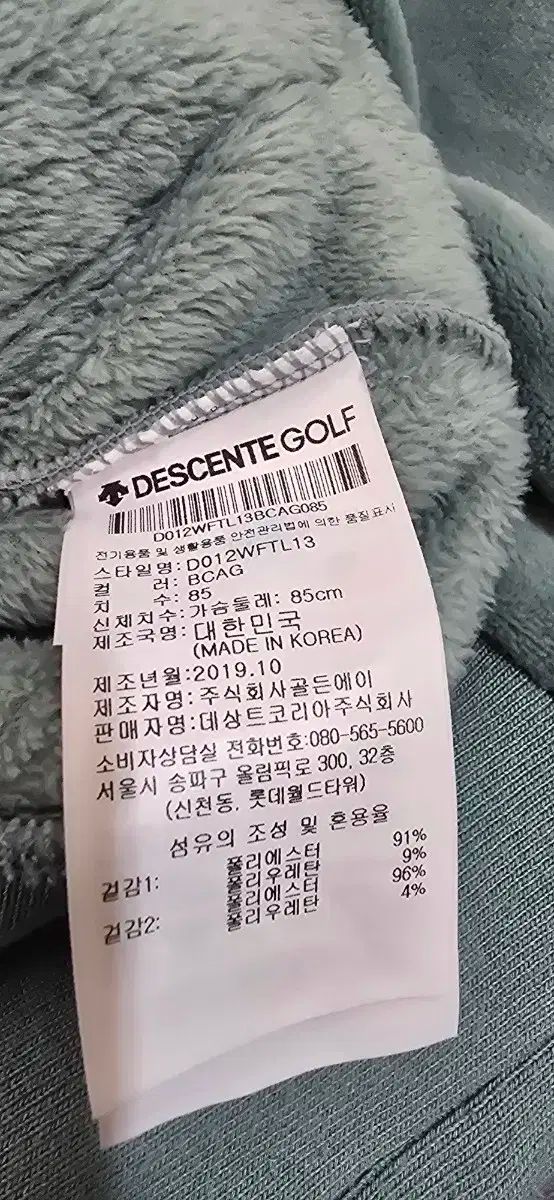 DESCENTE GOLF
D012WFTL13BCAG085
전기용품 및 생활용품 안전관리법에 의한 품질표시
스타일명: D012WFTL13
컬 러: BCAG
치 수: 85
신체치수: 가슴둘레: 85cm
제조국명: 대한민국
(MADE IN KOREA)
제조년월: 2019.10
제조자명: 주식회사골든에이
판매자명: 데상트코리아주식회사
소비자상담실 전화번호: 080-565-5600
서울시 송파구 올림픽로 300, 32층
(신천동, 롯데월드타워)
섬유의 조성 및 혼용율
겉감1: 폴리에스터 91%
폴리우레탄 9%
겉감2: 폴리에스터 96%
폴리우레탄 4%